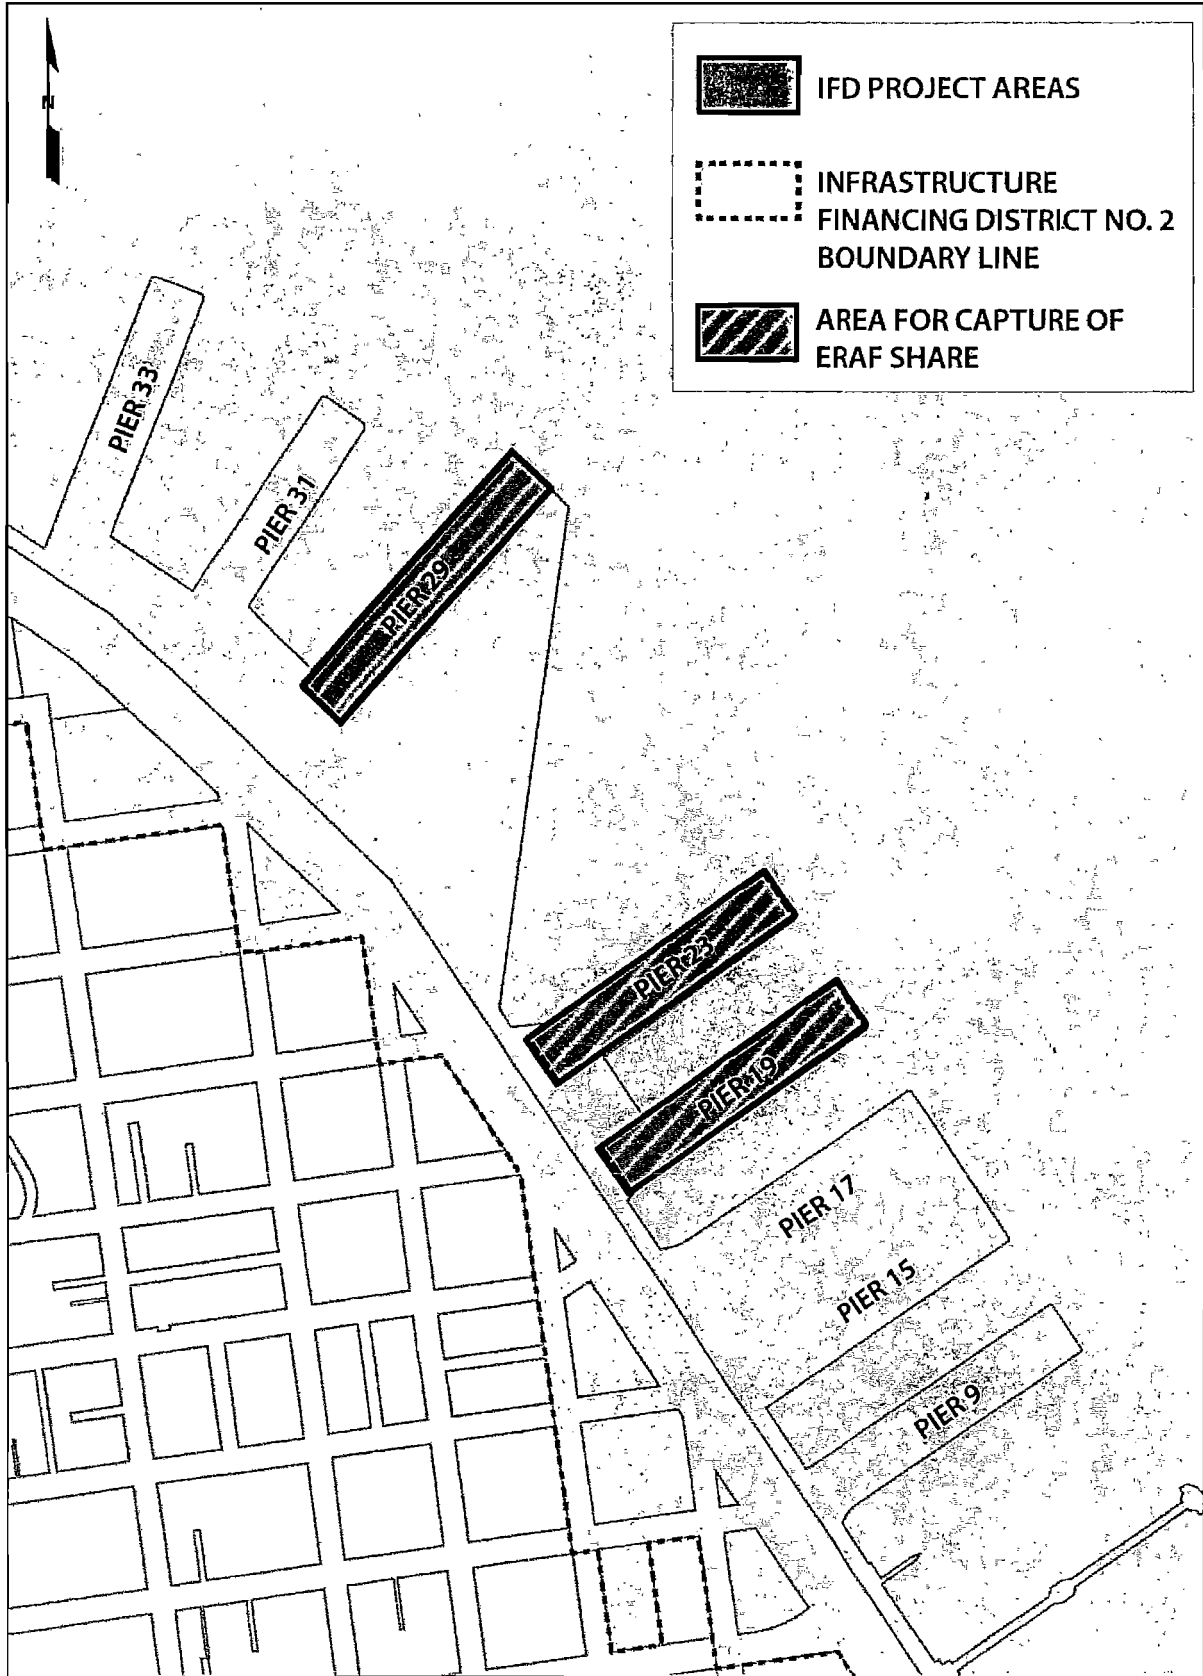 N
IFD PROJECT AREAS
INFRASTRUCTURE
FINANCING DISTRICT NO. 2
BOUNDARY LINE
AREA FOR CAPTURE OF
ERAF SHARE
PIER 33
PIER 31
PIER 29
PIER 23
PIER 19
PIER 17
PIER 15
PIER 9